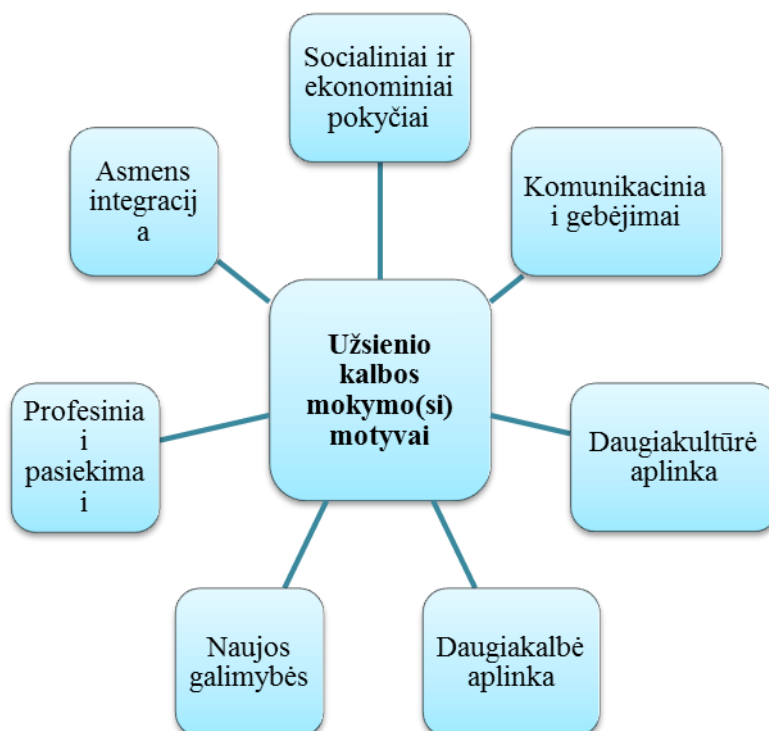 Socialiniai ir
ekonominiai
pokyčiai
Asmens
integracij
a
Komunikacinia
i gebėjimai
Užsienio
kalbos
mokymo(si)
motyvai
Profesinia
i
pasiekima
i
Daugiakultūrė
aplinka
Naujos
galimybės
Daugiakalbė
aplinka